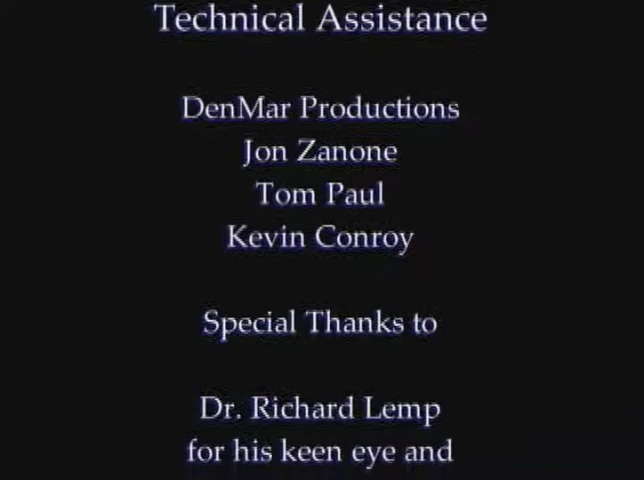 Technical Assistance
DenMar Productions
Jon Zanone
Tom Paul
Kevin Conroy
Special Thanks to
Dr. Richard Lemp
for his keen eye and